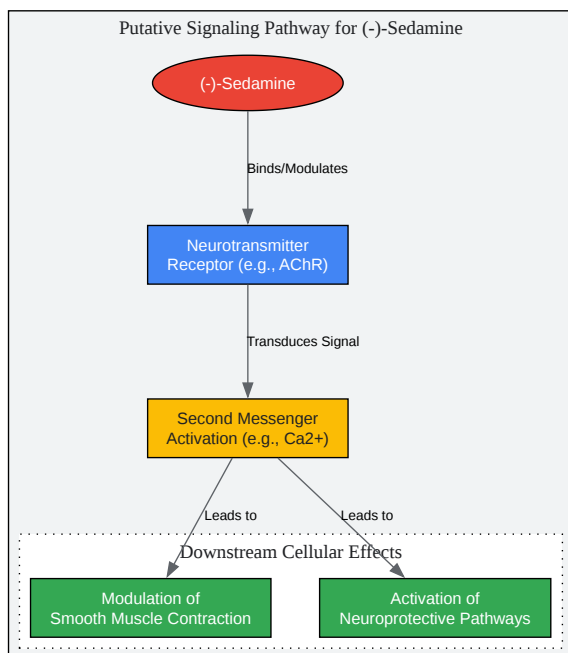 Putative Signaling Pathway for (-)-Sedamine
(-)-Sedamine
Binds/Modulates
Neurotransmitter
Receptor (e.g., AChR)
Transduces Signal
Second Messenger
Activation (e.g., Ca2+)
Leads to
Leads to
Downstream Cellular Effects
Modulation of
Smooth Muscle Contraction
Activation of
Neuroprotective Pathways